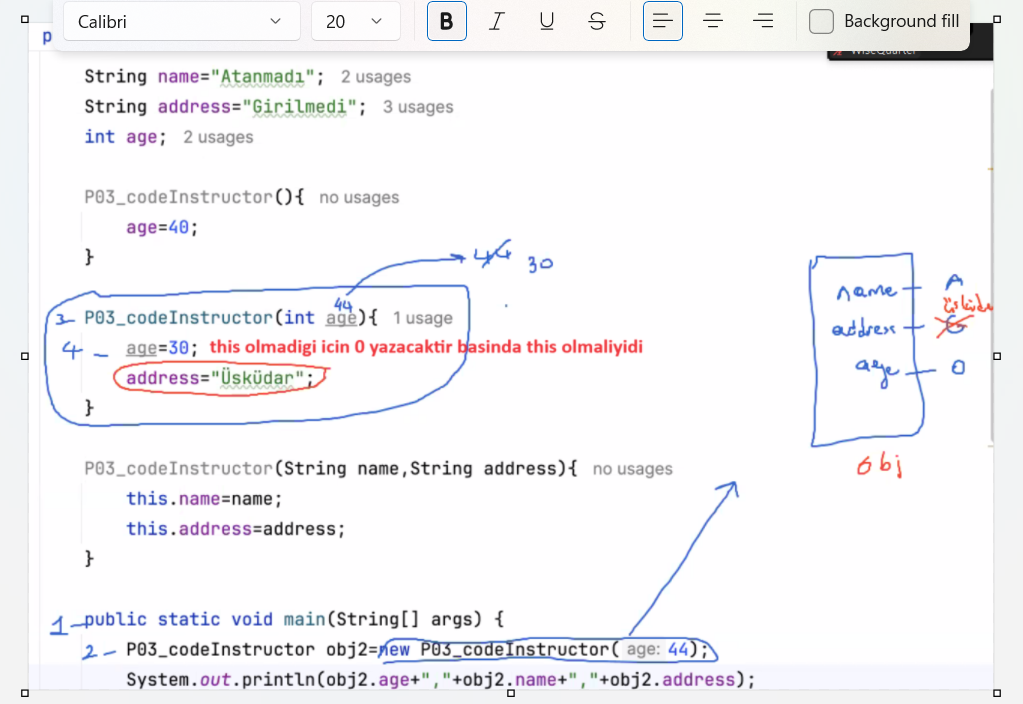 Calibri 20 B I U S Background fill
p
WiseQuarter
String name="Atanmadı"; 2 usages
String address="Girilmedi"; 3 usages
int age; 2 usages
P03_codeInstructor(){ no usages
age=40;
}
44 30
44
3- P03_codeInstructor(int age){ 1 usage
4 - age=30; this olmadigi icin 0 yazacaktir basinda this olmaliyidi
address="Üsküdar";
}
name - A
Üsküdar
address - G
age - 0
obj
P03_codeInstructor(String name,String address){ no usages
this.name=name;
this.address=address;
}
1- public static void main(String[] args) {
2 - P03_codeInstructor obj2=new P03_codeInstructor( age: 44);
System.out.println(obj2.age+","+obj2.name+","+obj2.address);